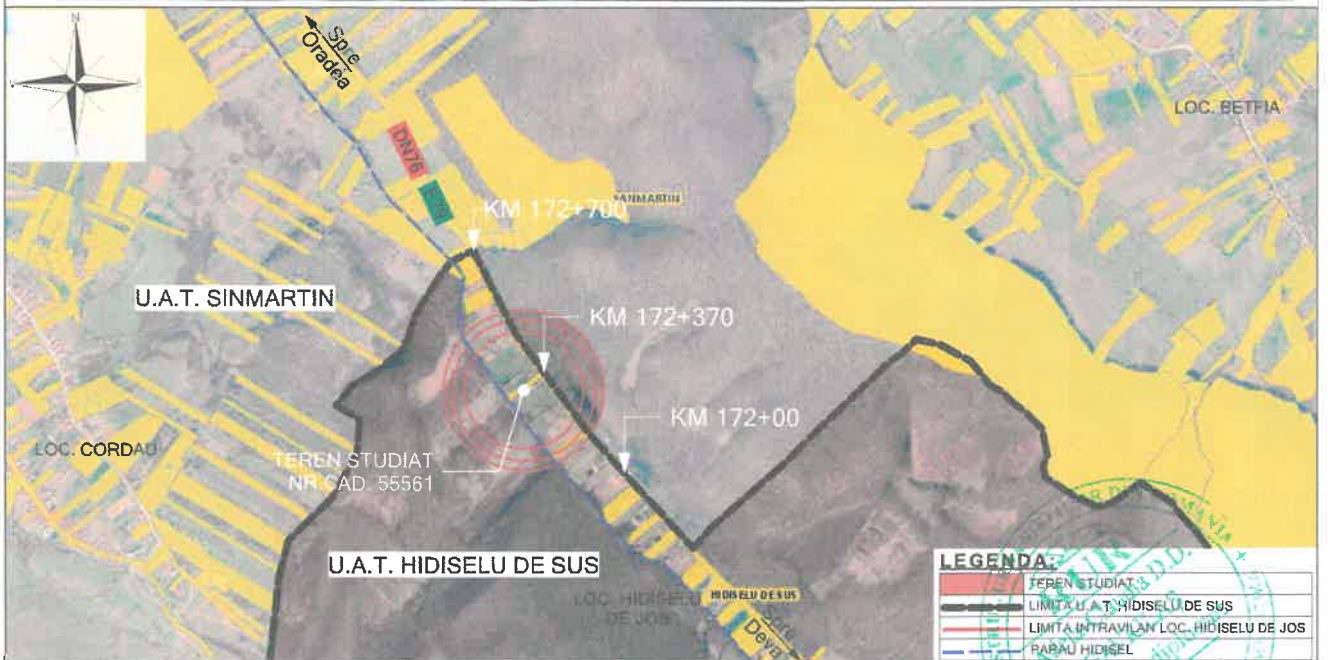 N
Spre
Oradea
DN76
E79
KM 172+700
SANMARTIN
LOC. BETFIA
U.A.T. SINMARTIN
KM 172+370
KM 172+00
LOC. CORDAU
TEREN STUDIAT
NR.CAD. 55561
U.A.T. HIDISELU DE SUS
LOC. HIDISELU
DE JOS
HIDISELU DE SUS
Spre
Deva
LEGENDA:
TEREN STUDIAT
LIMITA U.A.T. HIDISELU DE SUS
LIMITA INTRAVILAN LOC. HIDISELU DE JOS
PARAU HIDISEL